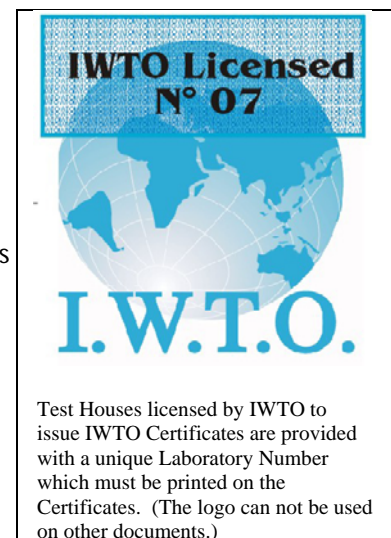 IWTO Licensed
N° 07
s
I.W.T.O.
Test Houses licensed by IWTO to
issue IWTO Certificates are provided
with a unique Laboratory Number
which must be printed on the
Certificates. (The logo can not be used
on other documents.)